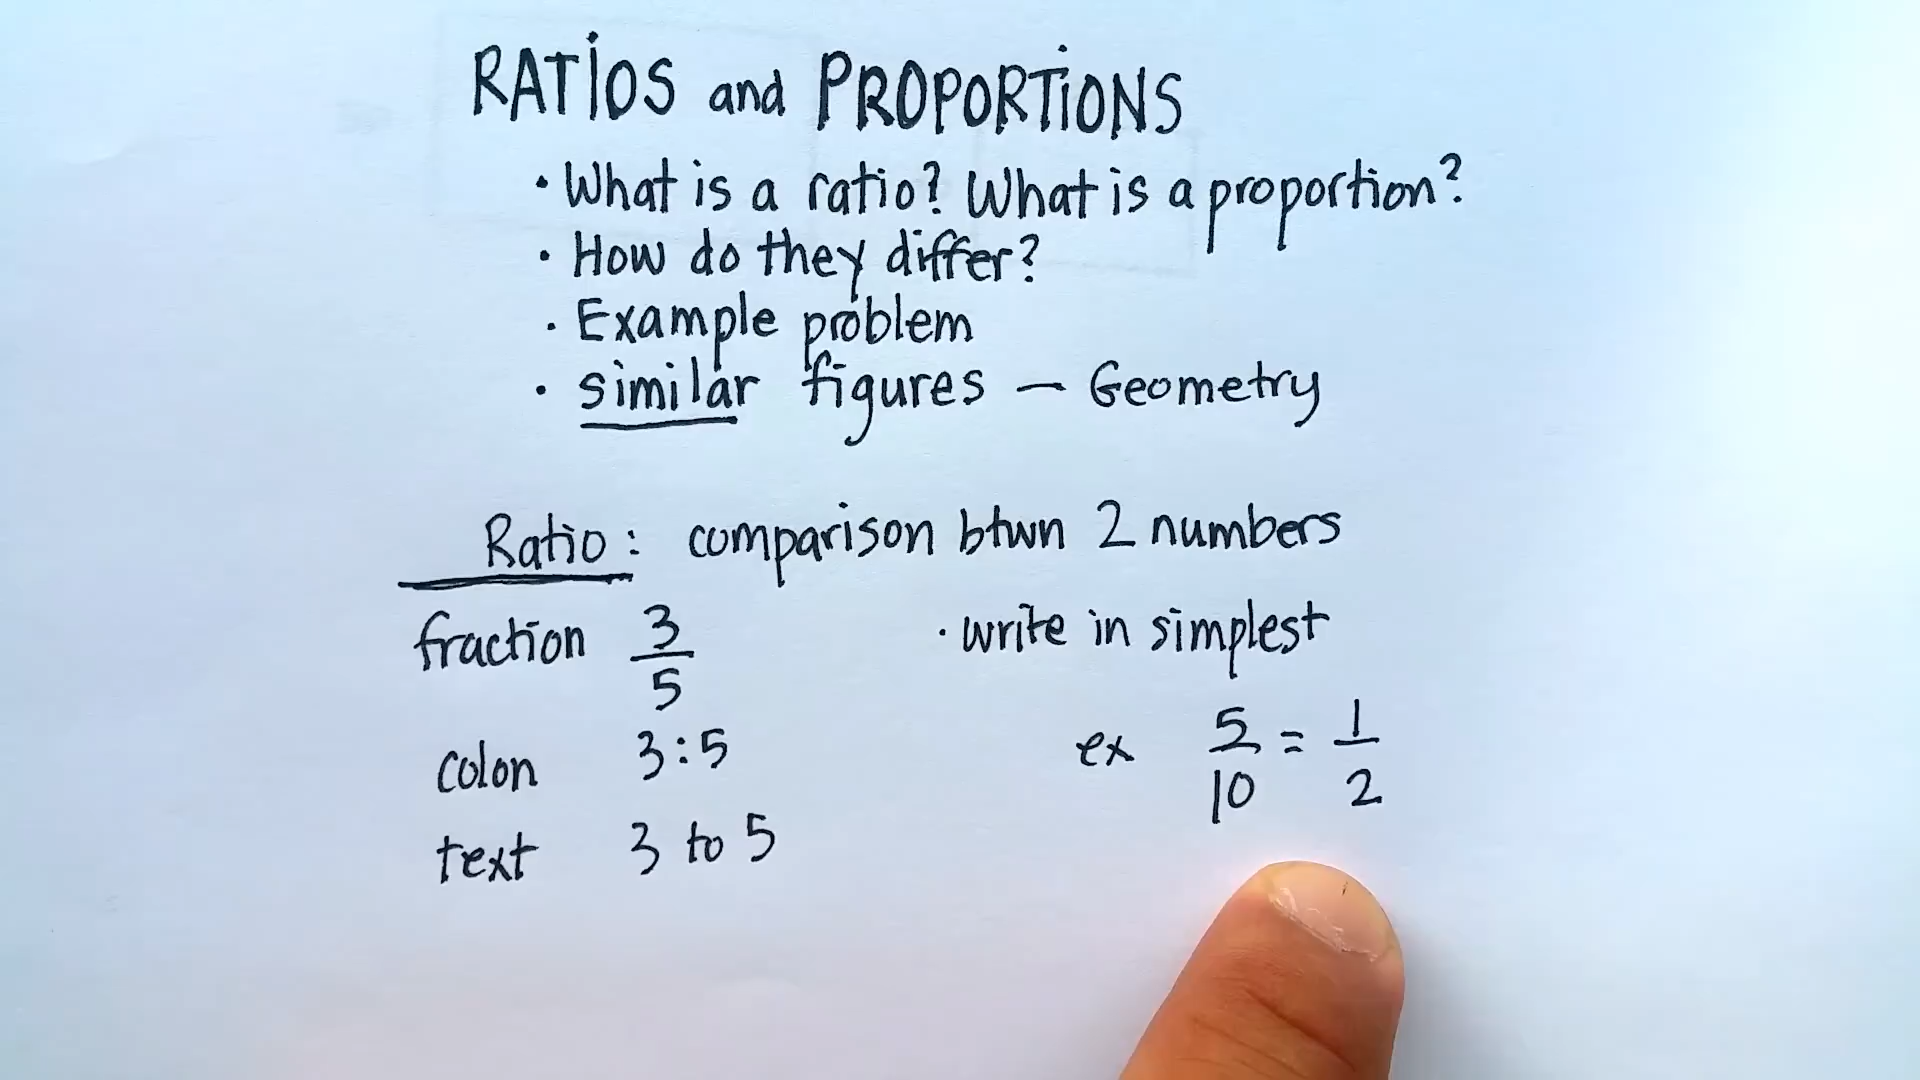 RATIOS and PROPORTIONS
• What is a ratio? What is a proportion?
• How do they differ?
• Example problem
• similar figures — Geometry
Ratio: comparison btwn 2 numbers
fraction 3/5
colon 3:5
text 3 to 5
• write in simplest
ex 5/10 = 1/2